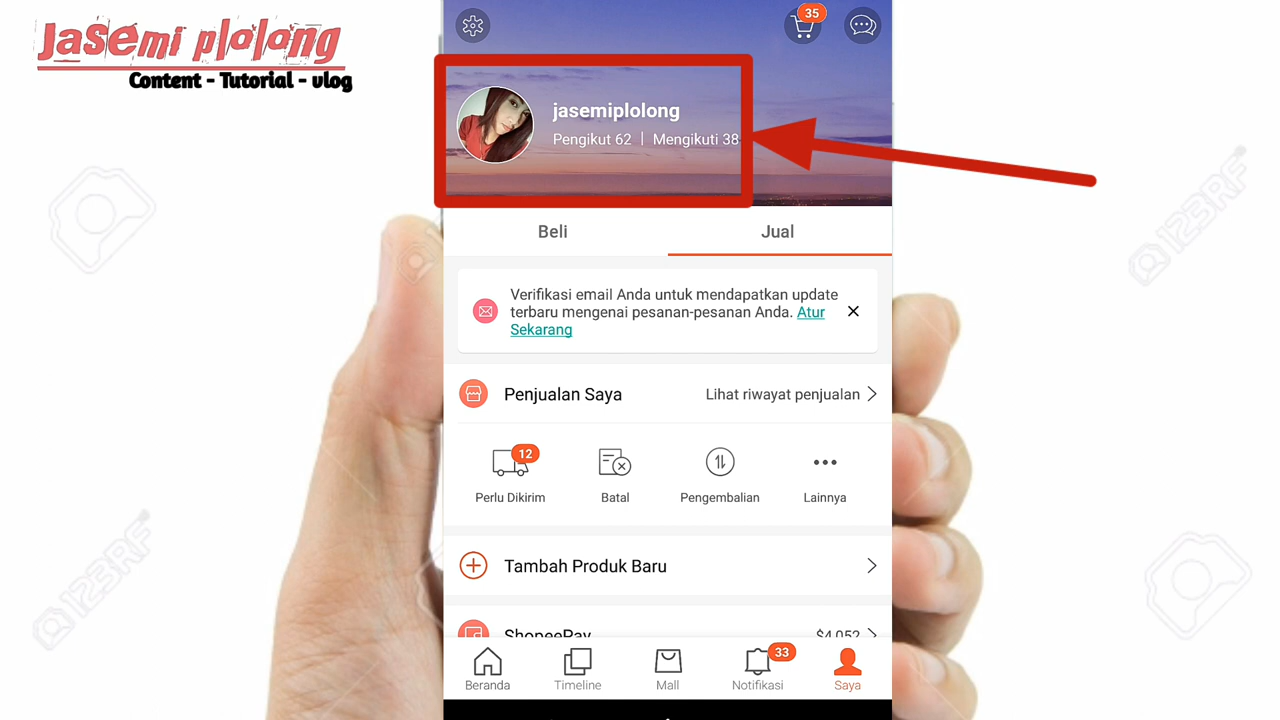 Jasemi plolong
Content - Tutorial - vlog
35
jasemiplolong
Pengikut 62 | Mengikuti 38
Beli
Jual
Verifikasi email Anda untuk mendapatkan update
terbaru mengenai pesanan-pesanan Anda. Atur
Sekarang
Penjualan Saya
Lihat riwayat penjualan
12
Perlu Dikirim
Batal
Pengembalian
Lainnya
Tambah Produk Baru
ShopeePay
$4.052
33
Beranda
Timeline
Mall
Notifikasi
Saya
123RF
123RF